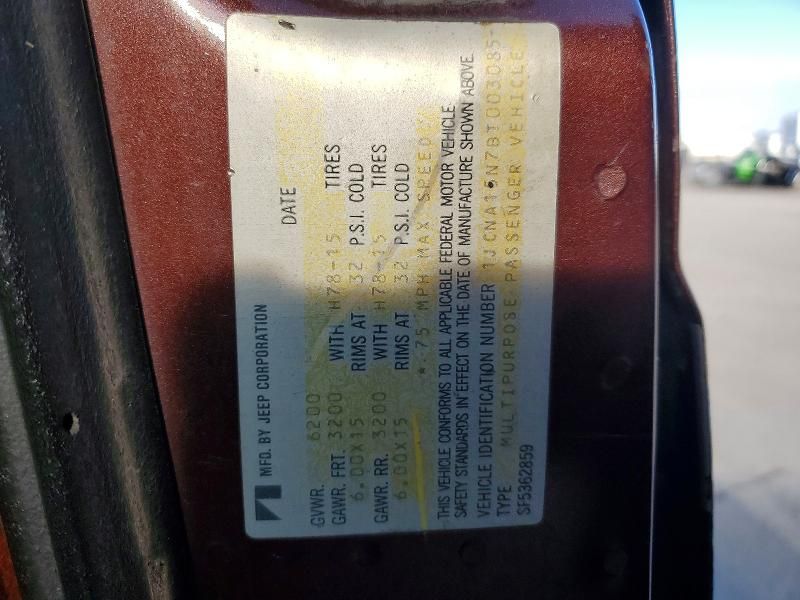 MFD. BY JEEP CORPORATION DATE
GVWR. 6200
GAWR. FRT. 3200 WITH H78-15 TIRES
6.00X15 RIMS AT 32 P.S.I. COLD
GAWR. RR. 3200 WITH H78-15 TIRES
6.00X15 RIMS AT 32 P.S.I. COLD
* 75 MPH MAX SPEED
THIS VEHICLE CONFORMS TO ALL APPLICABLE FEDERAL MOTOR VEHICLE
SAFETY STANDARDS IN EFFECT ON THE DATE OF MANUFACTURE SHOWN ABOVE.
VEHICLE IDENTIFICATION NUMBER 1JCNA15N7BT003085-
TYPE MULTIPURPOSE PASSENGER VEHICLE
SF5362859